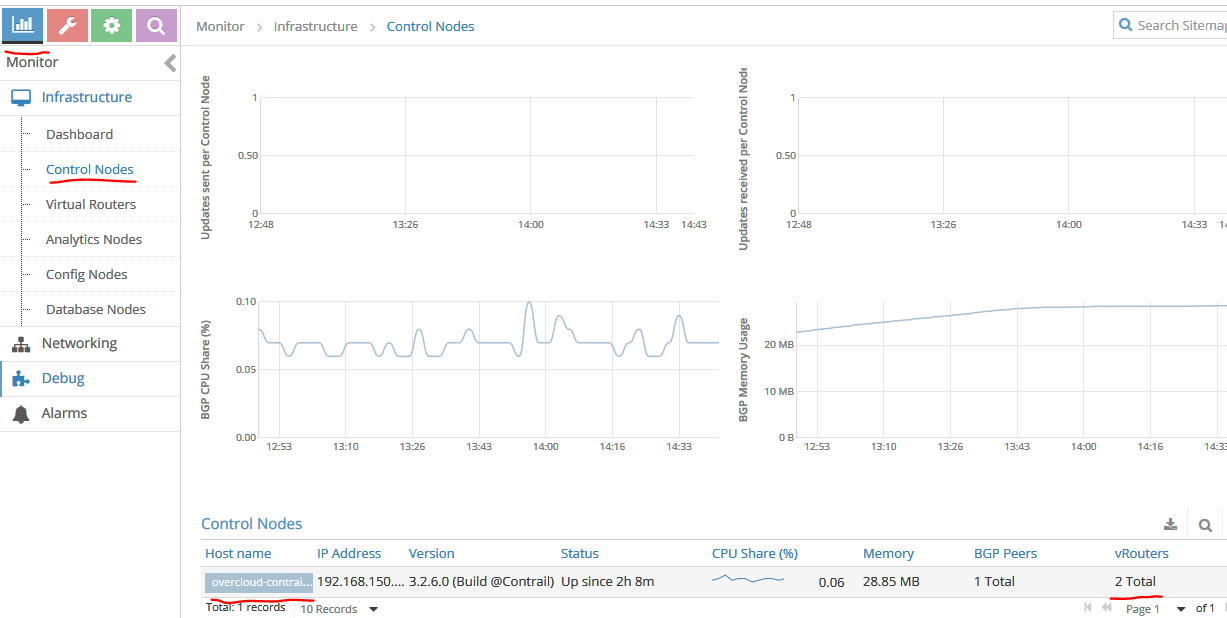 Monitor
Infrastructure
Dashboard
Control Nodes
Virtual Routers
Analytics Nodes
Config Nodes
Database Nodes
Networking
Debug
Alarms
Monitor > Infrastructure > Control Nodes
Search Sitemap
Updates sent per Control Node
1
0.50
0
12:48 13:26 14:00 14:33 14:43
Updates received per Control Node
1
0.50
0
12:48 13:26 14:00 14:33
BGP CPU Share (%)
0.10
0.05
0.00
12:53 13:10 13:26 13:43 14:00 14:16 14:33
BGP Memory Usage
20 MB
10 MB
0 B
12:53 13:10 13:26 13:43 14:00 14:16 14:33
Control Nodes
Host name IP Address Version Status CPU Share (%) Memory BGP Peers vRouters
overcloud-contrai... 192.168.150.... 3.2.6.0 (Build @Contrail) Up since 2h 8m 0.06 28.85 MB 1 Total 2 Total
Total: 1 records 10 Records Page 1 of 1